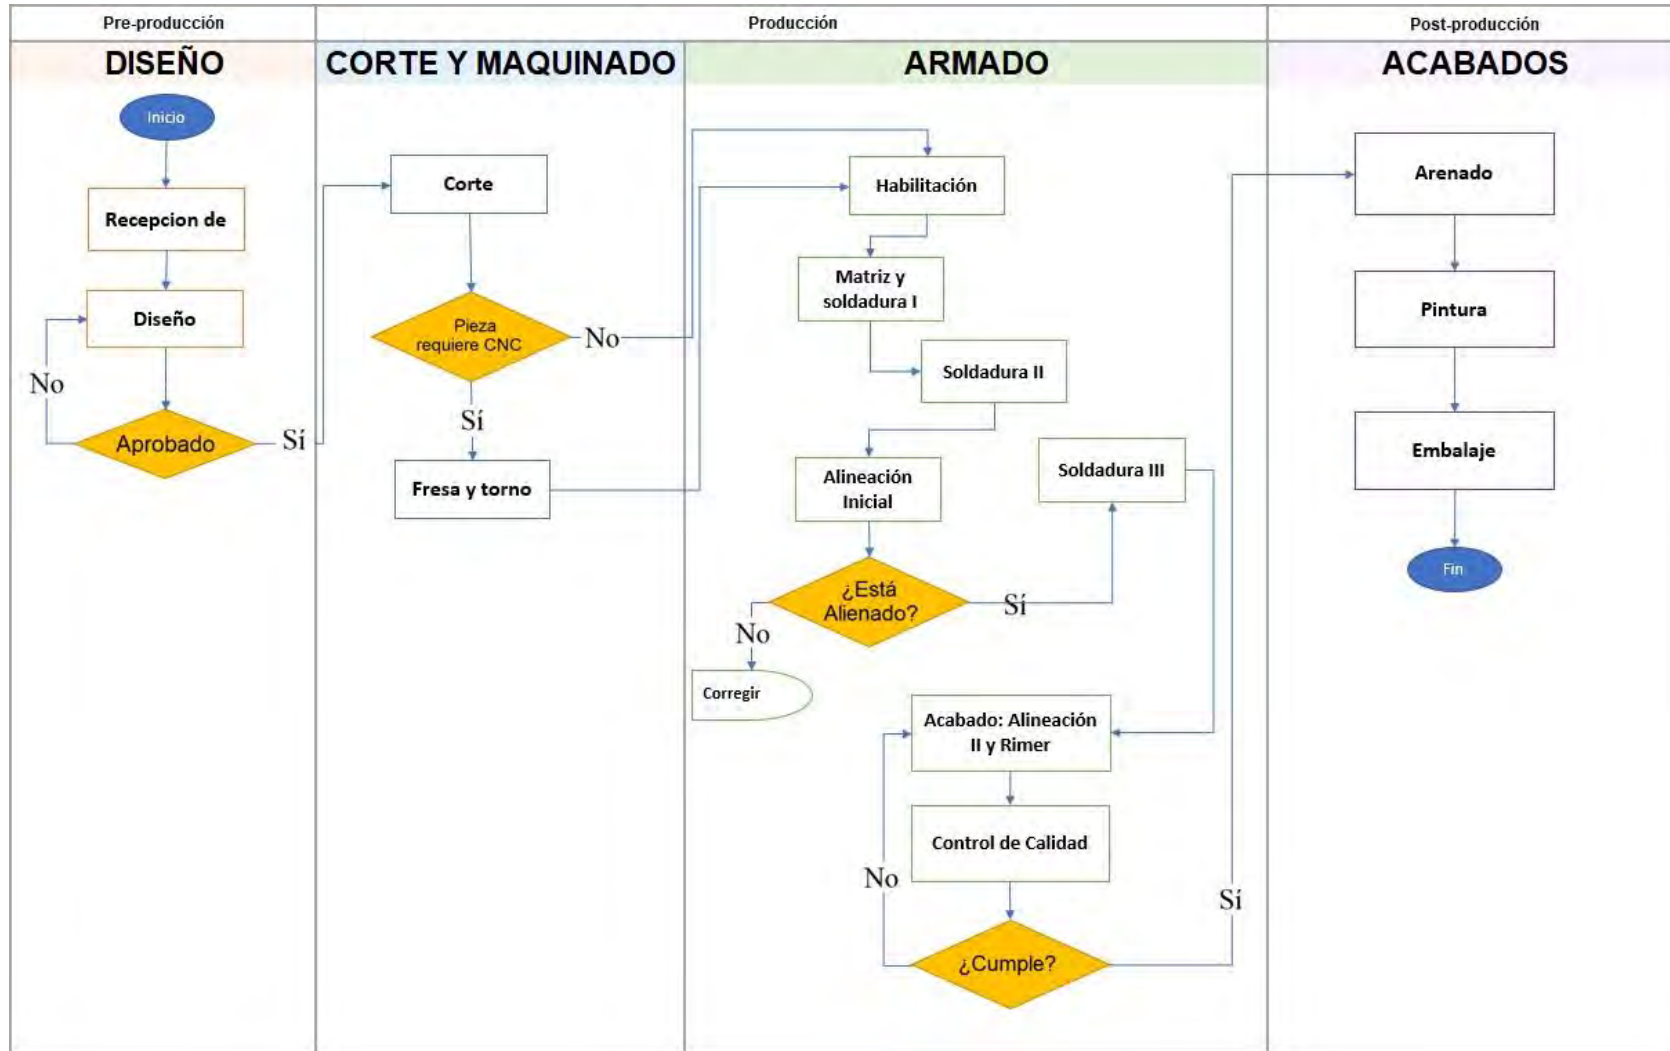 Pre-producción
Producción
Post-producción
DISEÑO
CORTE Y MAQUINADO
ARMADO
ACABADOS
Inicio
Recepcion de
Diseño
No
Aprobado
Sí
Corte
Pieza
requiere CNC
No
Sí
Fresa y torno
Habilitación
Matriz y
soldadura I
Soldadura II
Alineación
Inicial
Soldadura III
¿Está
Alienado?
Sí
No
Corregir
Acabado: Alineación
II y Rimer
Control de Calidad
No
¿Cumple?
Sí
Arenado
Pintura
Embalaje
Fin